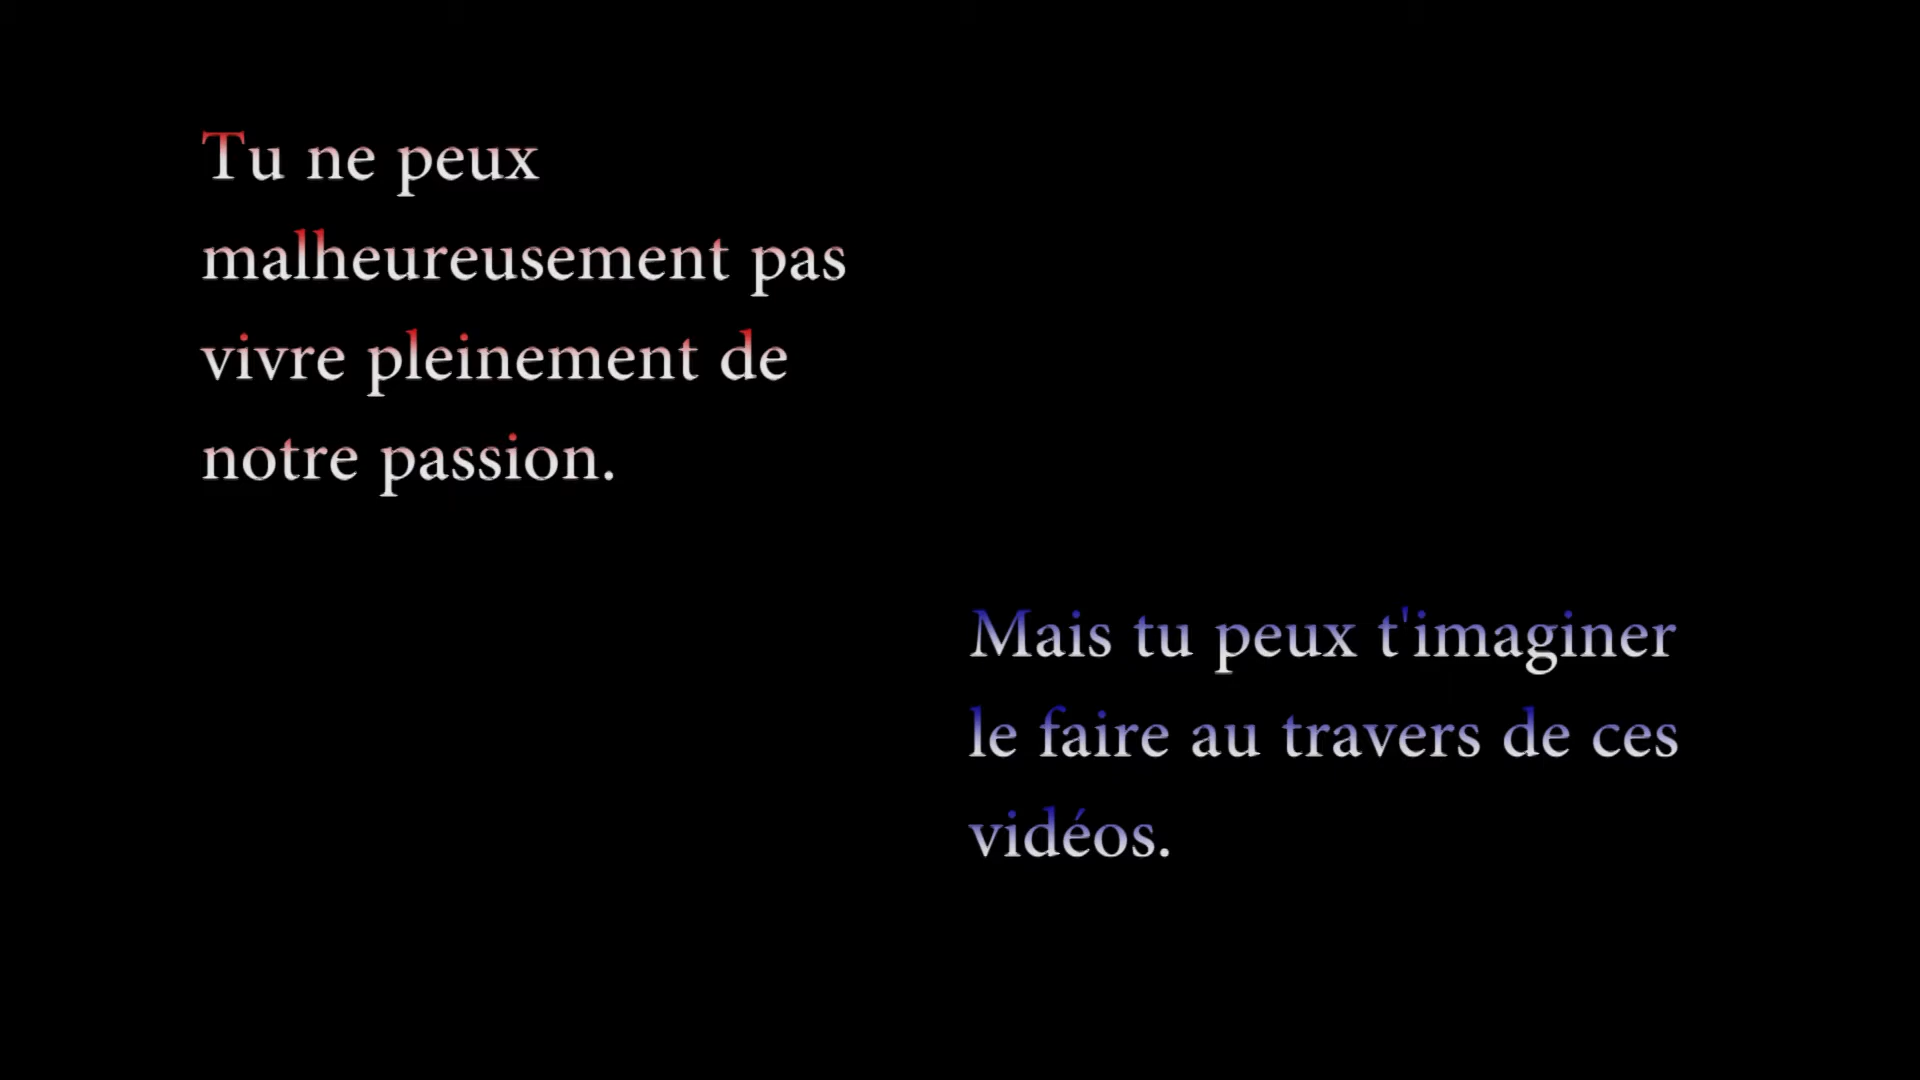 Tu ne peux
malheureusement pas
vivre pleinement de
notre passion.
Mais tu peux t'imaginer
le faire au travers de ces
vidéos.